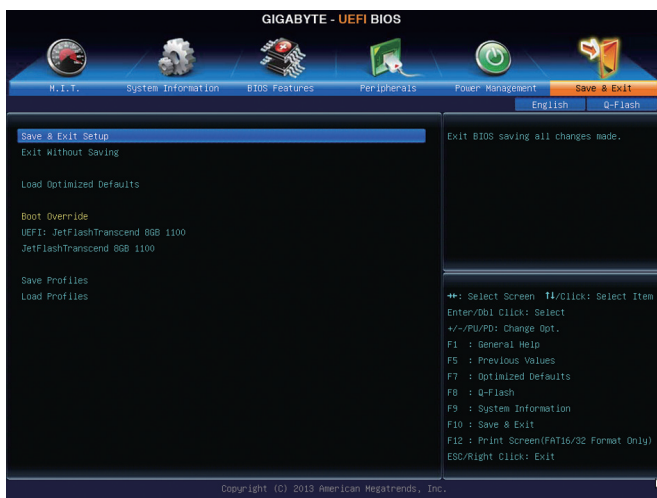 GIGABYTE - UEFI BIOS
M.I.T. System Information BIOS Features Peripherals Power Management Save & Exit
English Q-Flash
Save & Exit Setup
Exit Without Saving
Load Optimized Defaults
Boot Override
UEFI: JetFlashTranscend 8GB 1100
JetFlashTranscend 8GB 1100
Save Profiles
Load Profiles
Exit BIOS saving all changes made.
→←: Select Screen ↑↓/Click: Select Item
Enter/Dbl Click: Select
+/-/PU/PD: Change Opt.
F1 : General Help
F5 : Previous Values
F7 : Optimized Defaults
F8 : Q-Flash
F9 : System Information
F10 : Save & Exit
F12 : Print Screen(FAT16/32 Format Only)
ESC/Right Click: Exit
Copyright (C) 2013 American Megatrends, Inc.